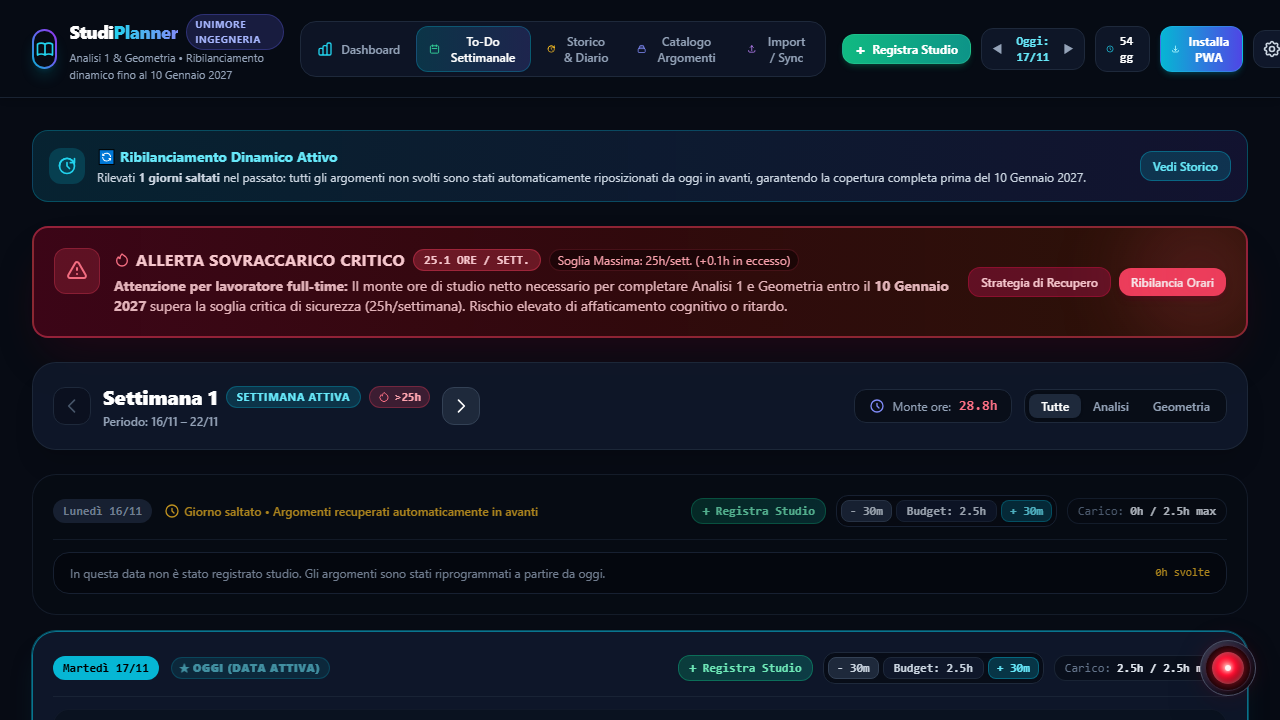 StudiPlanner
UNIMORE
INGEGNERIA
Analisi 1 & Geometria • Ribilanciamento
dinamico fino al 10 Gennaio 2027
Dashboard
To-Do
Settimanale
Storico
& Diario
Catalogo
Argomenti
Import
/ Sync
+ Registra Studio
◀ Oggi: ▶
17/11
54
gg
Installa
PWA
🔄 Ribilanciamento Dinamico Attivo
Rilevati 1 giorni saltati nel passato: tutti gli argomenti non svolti sono stati automaticamente riposizionati da oggi in avanti, garantendo la copertura completa prima del 10 Gennaio 2027.
Vedi Storico
ALLERTA SOVRACCARICO CRITICO
25.1 ORE / SETT.
Soglia Massima: 25h/sett. (+0.1h in eccesso)
Attenzione per lavoratore full-time: Il monte ore di studio netto necessario per completare Analisi 1 e Geometria entro il 10 Gennaio
2027 supera la soglia critica di sicurezza (25h/settimana). Rischio elevato di affaticamento cognitivo o ritardo.
Strategia di Recupero
Ribilancia Orari
Settimana 1
SETTIMANA ATTIVA
>25h
Periodo: 16/11 – 22/11
Monte ore: 28.8h
Tutte
Analisi
Geometria
Lunedì 16/11
Giorno saltato • Argomenti recuperati automaticamente in avanti
+ Registra Studio
- 30m
Budget: 2.5h
+ 30m
Carico: 0h / 2.5h max
In questa data non è stato registrato studio. Gli argomenti sono stati riprogrammati a partire da oggi.
0h svolte
Martedì 17/11
★ OGGI (DATA ATTIVA)
+ Registra Studio
- 30m
Budget: 2.5h
+ 30m
Carico: 2.5h / 2.5h